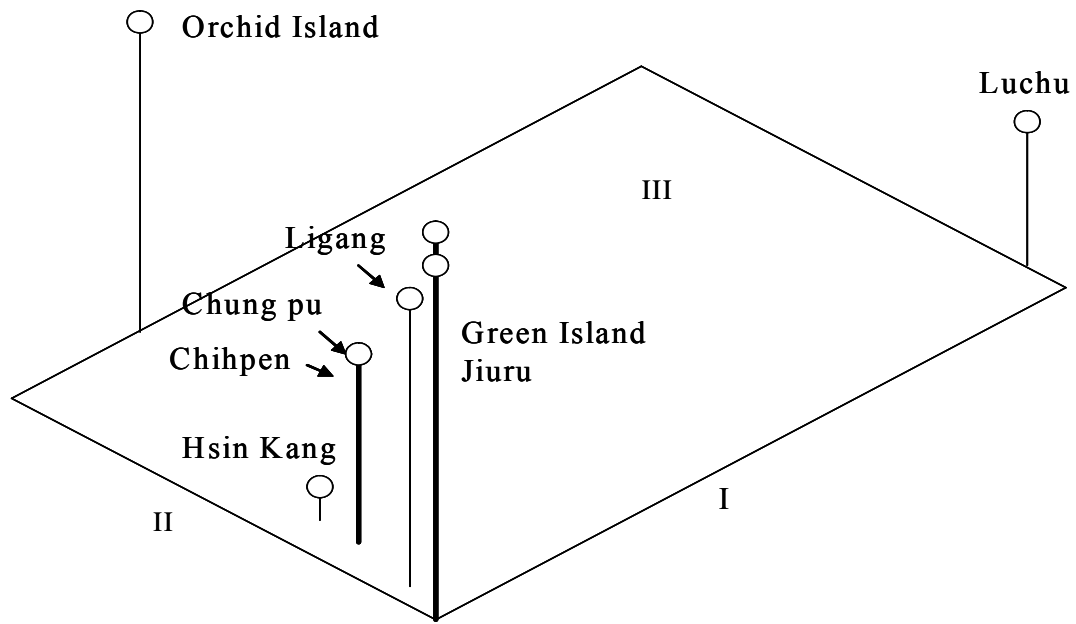 Orchid Island
Luchu
III
Ligang
Chung pu
Green Island
Jiuru
Chihpen
Hsin Kang
I
II